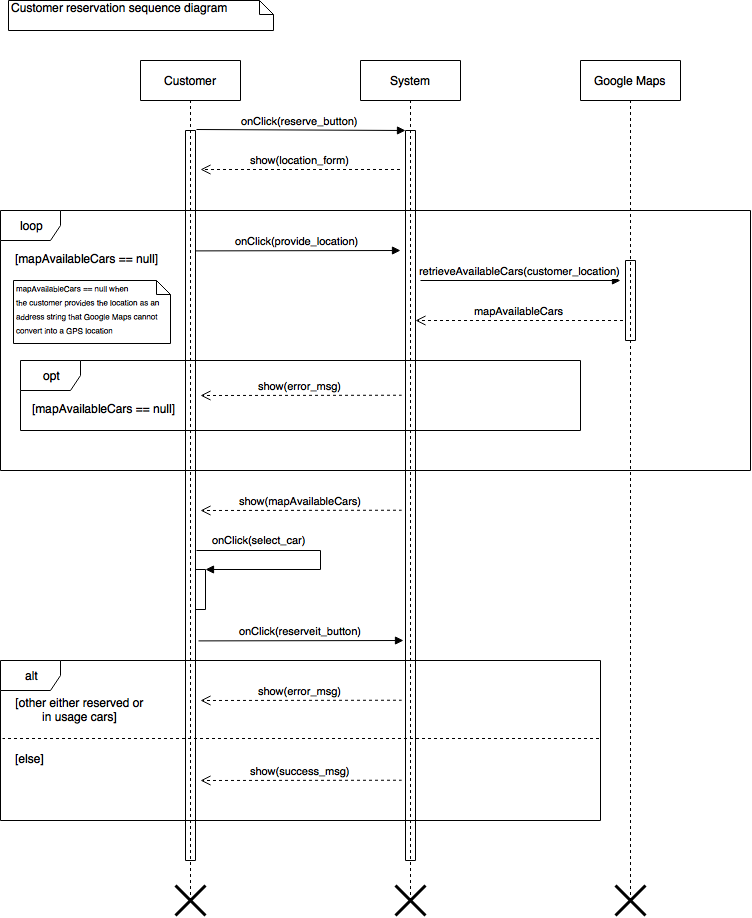 Customer reservation sequence diagram
Customer
System
Google Maps
onClick(reserve_button)
show(location_form)
loop
onClick(provide_location)
[mapAvailableCars == null]
retrieveAvailableCars(customer_location)
mapAvailableCars == null when
the customer provides the location as an
address string that Google Maps cannot
convert into a GPS location
mapAvailableCars
opt
show(error_msg)
[mapAvailableCars == null]
show(mapAvailableCars)
onClick(select_car)
onClick(reserveit_button)
alt
show(error_msg)
[other either reserved or
in usage cars]
[else]
show(success_msg)